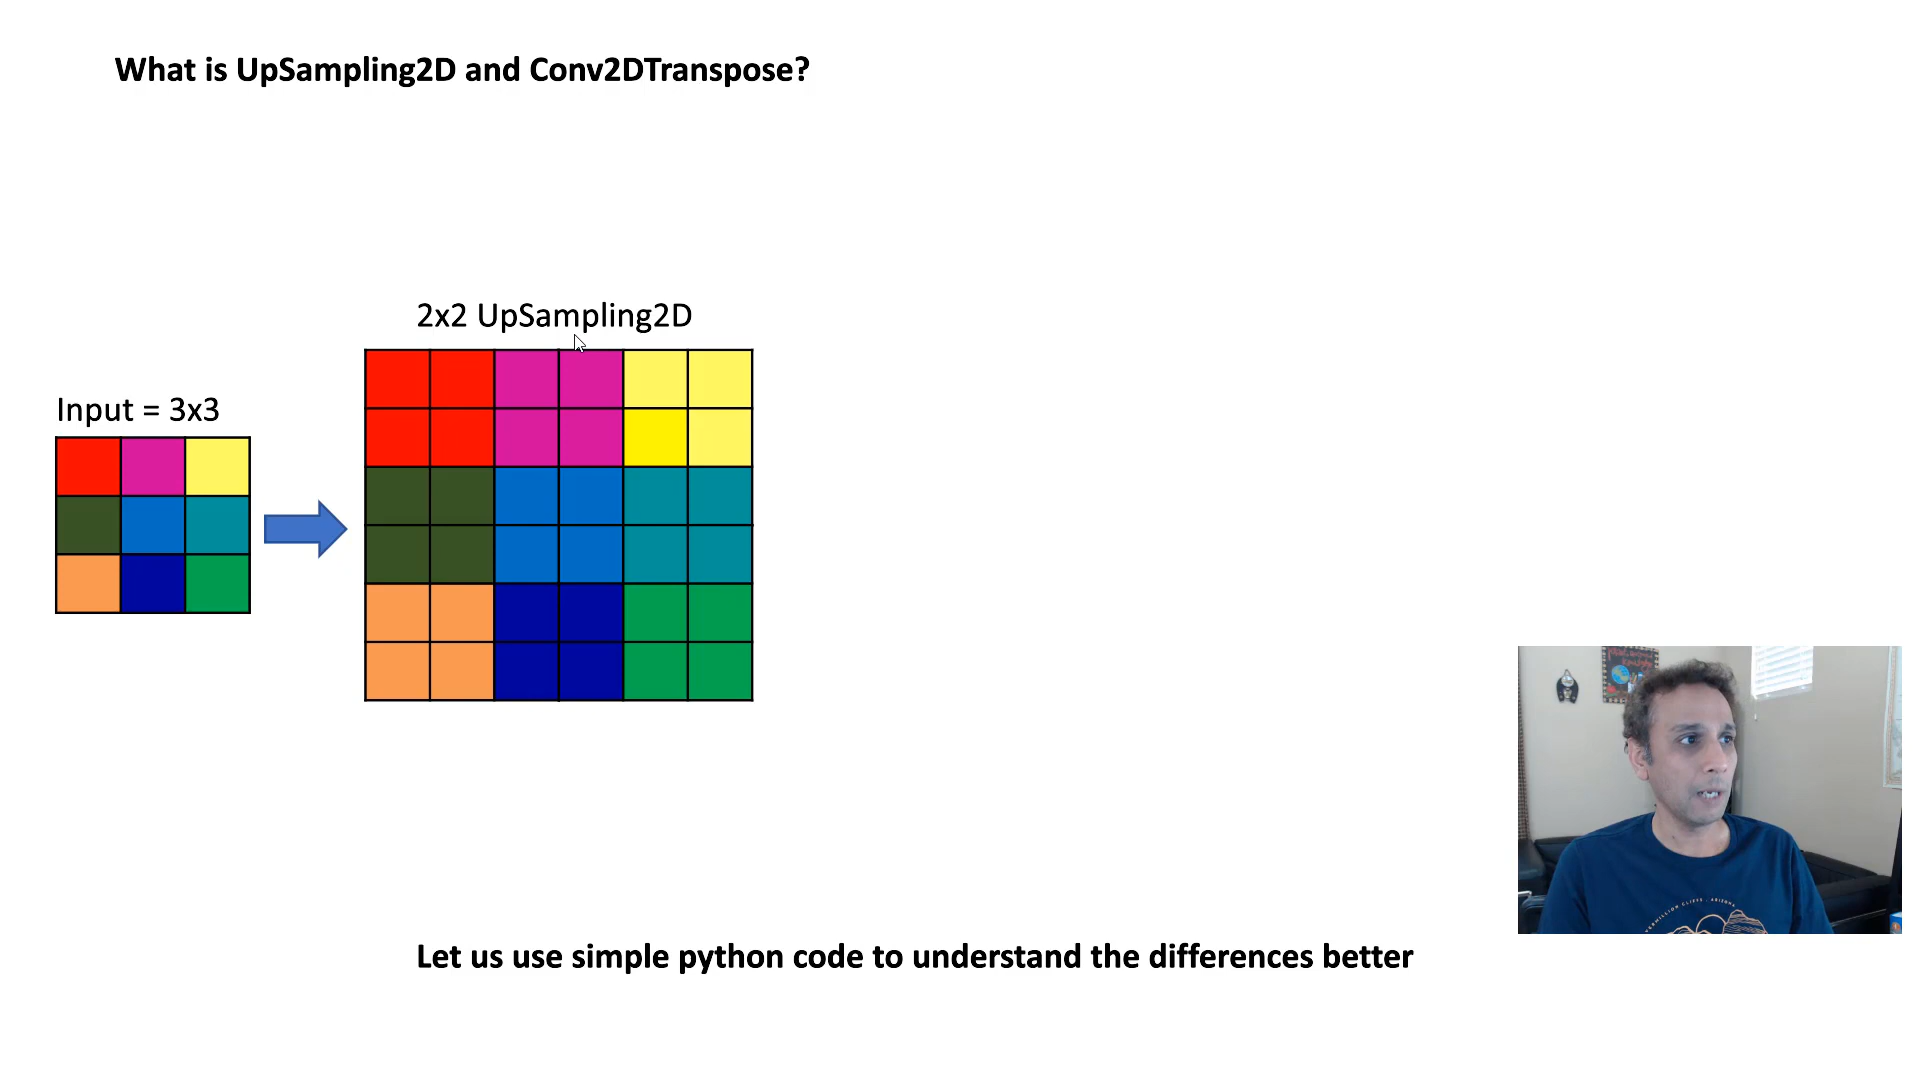 What is UpSampling2D and Conv2DTranspose?
2x2 UpSampling2D
Input = 3x3
Let us use simple python code to understand the differences better